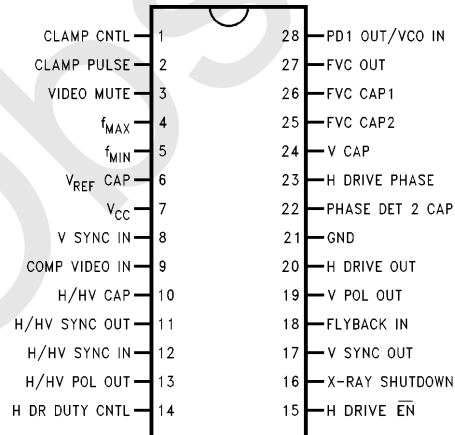 CLAMP CNTL 1 28 PD1 OUT/VCO IN
CLAMP PULSE 2 27 FVC OUT
VIDEO MUTE 3 26 FVC CAP1
fMAX 4 25 FVC CAP2
fMIN 5 24 V CAP
VREF CAP 6 23 H DRIVE PHASE
VCC 7 22 PHASE DET 2 CAP
V SYNC IN 8 21 GND
COMP VIDEO IN 9 20 H DRIVE OUT
H/HV CAP 10 19 V POL OUT
H/HV SYNC OUT 11 18 FLYBACK IN
H/HV SYNC IN 12 17 V SYNC OUT
H/HV POL OUT 13 16 X-RAY SHUTDOWN
H DR DUTY CNTL 14 15 H DRIVE E̅N̅